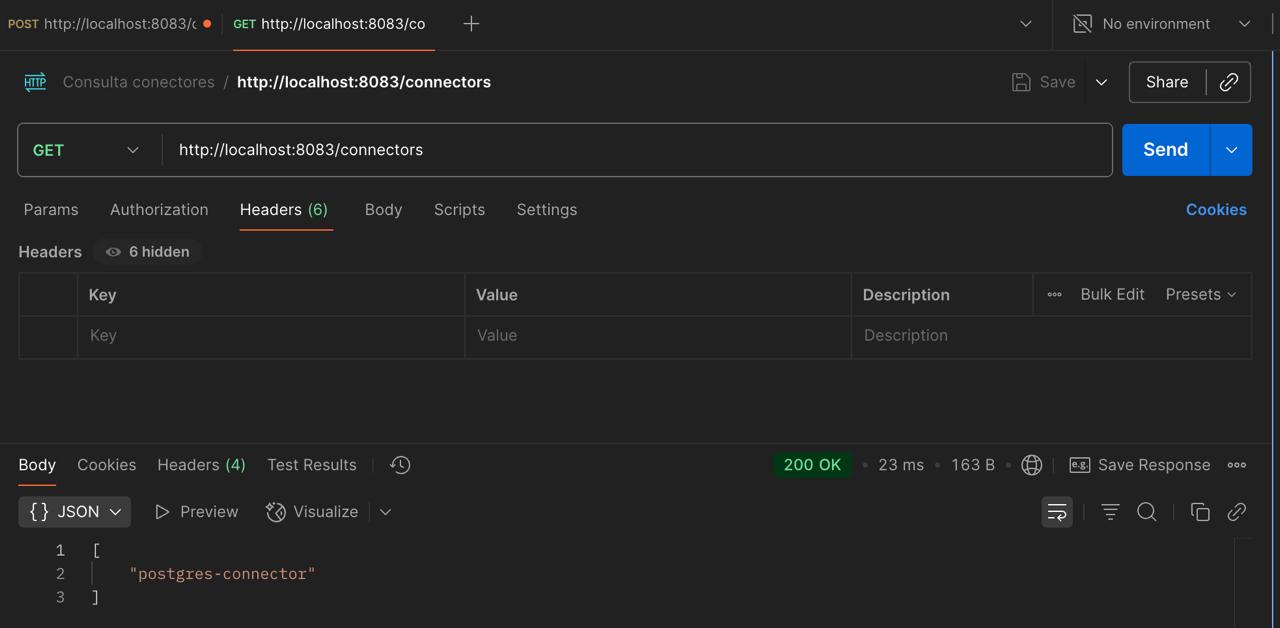 POST http://localhost:8083/c GET http://localhost:8083/co No environment
HTTP Consulta conectores / http://localhost:8083/connectors Save Share
GET http://localhost:8083/connectors Send
Params Authorization Headers (6) Body Scripts Settings Cookies
Headers 6 hidden
Key Value Description Bulk Edit Presets
Key Value Description
Body Cookies Headers (4) Test Results 200 OK • 23 ms • 163 B • e.g. Save Response
{} JSON Preview Visualize
1 [
2 "postgres-connector"
3 ]